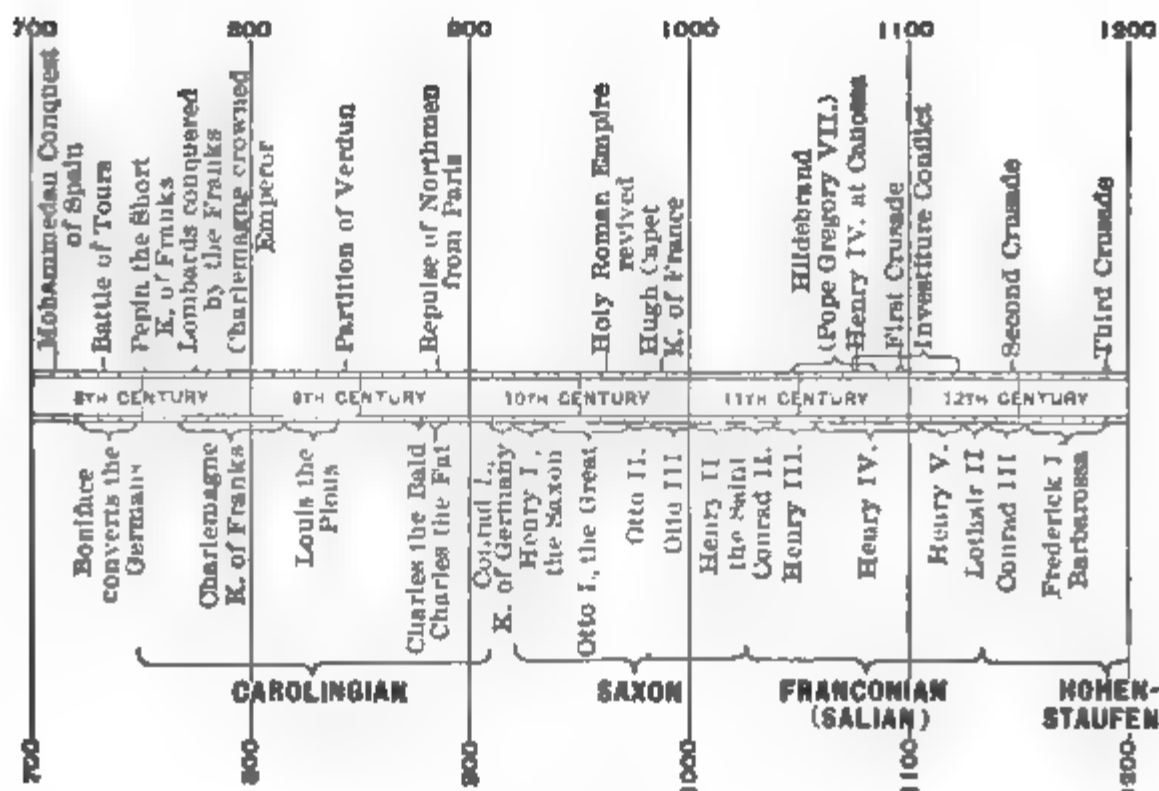 700 800 900 1000 1100 1200
Mohammedan Conquest
of Spain
Battle of Tours
Pepin the Short
K. of Franks
Lombards conquered
by the Franks
Charlemagne crowned
Emperor
Partition of Verdun
Repulse of Northmen
from Paris
Holy Roman Empire
revived
Hugh Capet
K. of France
Hildebrand
(Pope Gregory VII.)
Henry IV. at Canossa
First Crusade
Investiture Conflict
Second Crusade
Third Crusade
8TH CENTURY 9TH CENTURY 10TH CENTURY 11TH CENTURY 12TH CENTURY
Boniface
converts the
Germans
Charlemagne
K. of Franks
Louis the
Pious
Charles the Bald
Charles the Fat
Conrad I,
K. of Germany
Henry I,
the Saxon
Otto I, the Great
Otto II.
Otto III
Henry II
the Saint
Conrad II.
Henry III.
Henry IV.
Henry V.
Lothair II
Conrad III
Frederick I
Barbarossa
CAROLINGIAN
SAXON
FRANCONIAN
(SALIAN)
HOHEN-
STAUFEN
700 800 900 1000 1100 1200